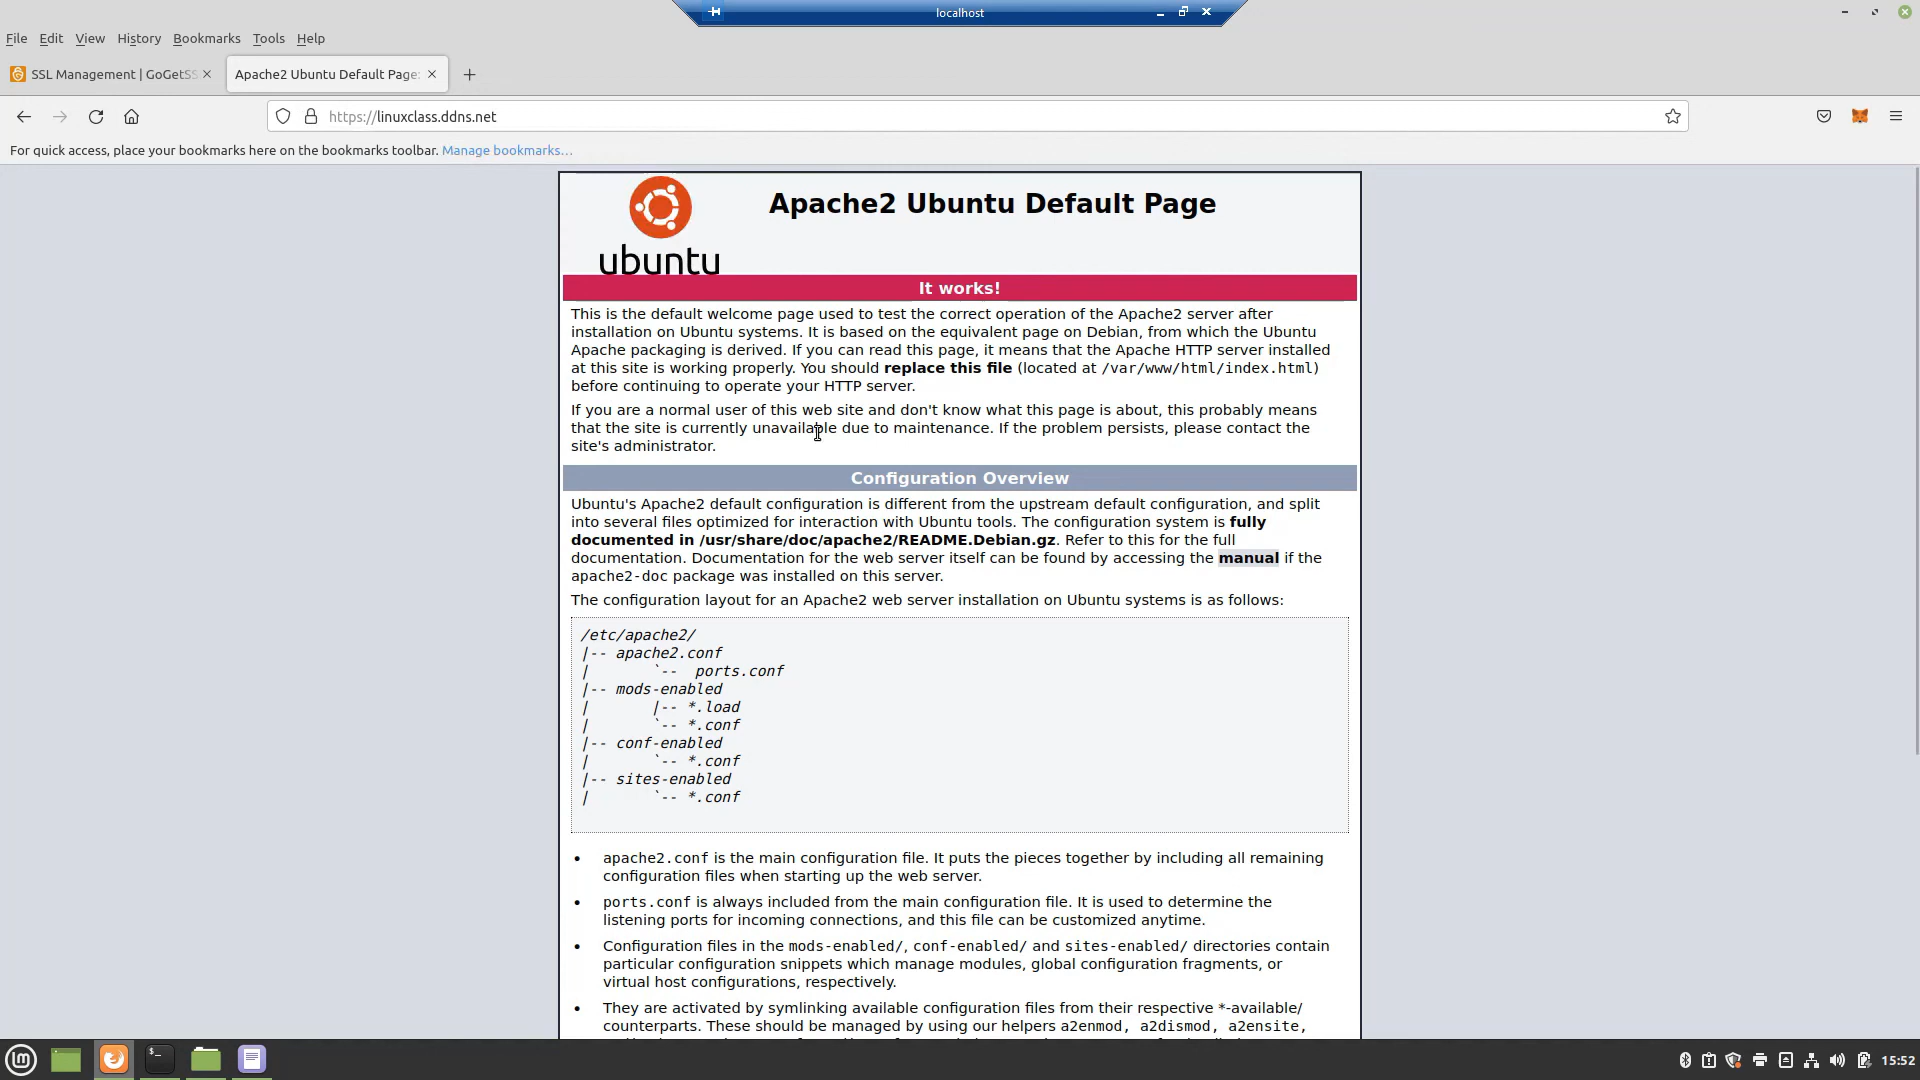 localhost
File Edit View History Bookmarks Tools Help
SSL Management | GoGetSS
Apache2 Ubuntu Default Page:
https://linuxclass.ddns.net
For quick access, place your bookmarks here on the bookmarks toolbar. Manage bookmarks…
ubuntu
Apache2 Ubuntu Default Page
It works!
This is the default welcome page used to test the correct operation of the Apache2 server after
installation on Ubuntu systems. It is based on the equivalent page on Debian, from which the Ubuntu
Apache packaging is derived. If you can read this page, it means that the Apache HTTP server installed
at this site is working properly. You should replace this file (located at /var/www/html/index.html)
before continuing to operate your HTTP server.
If you are a normal user of this web site and don't know what this page is about, this probably means
that the site is currently unavailable due to maintenance. If the problem persists, please contact the
site's administrator.
Configuration Overview
Ubuntu's Apache2 default configuration is different from the upstream default configuration, and split
into several files optimized for interaction with Ubuntu tools. The configuration system is fully
documented in /usr/share/doc/apache2/README.Debian.gz. Refer to this for the full
documentation. Documentation for the web server itself can be found by accessing the manual if the
apache2-doc package was installed on this server.
The configuration layout for an Apache2 web server installation on Ubuntu systems is as follows:
/etc/apache2/
|-- apache2.conf
|       `--  ports.conf
|-- mods-enabled
|       |-- *.load
|       `-- *.conf
|-- conf-enabled
|       `-- *.conf
|-- sites-enabled
|       `-- *.conf
• apache2.conf is the main configuration file. It puts the pieces together by including all remaining
configuration files when starting up the web server.
• ports.conf is always included from the main configuration file. It is used to determine the
listening ports for incoming connections, and this file can be customized anytime.
• Configuration files in the mods-enabled/, conf-enabled/ and sites-enabled/ directories contain
particular configuration snippets which manage modules, global configuration fragments, or
virtual host configurations, respectively.
• They are activated by symlinking available configuration files from their respective *-available/
counterparts. These should be managed by using our helpers a2enmod, a2dismod, a2ensite,
15:52